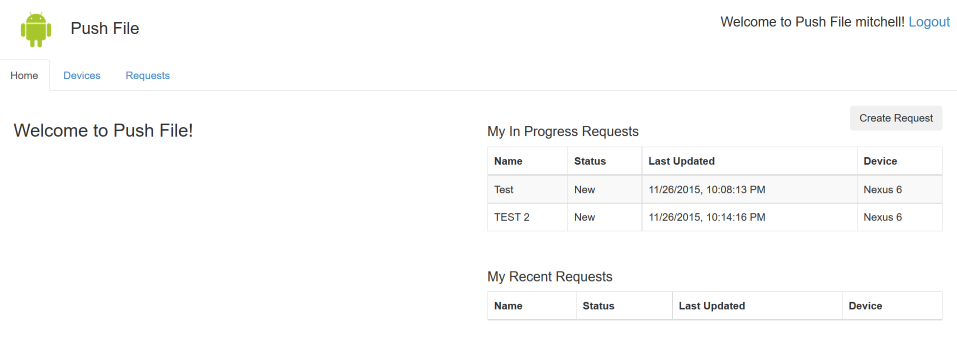 Push File
Welcome to Push File mitchell! Logout
Home Devices Requests
Welcome to Push File!
Create Request
My In Progress Requests
Name Status Last Updated Device
Test New 11/26/2015, 10:08:13 PM Nexus 6
TEST 2 New 11/26/2015, 10:14:16 PM Nexus 6
My Recent Requests
Name Status Last Updated Device